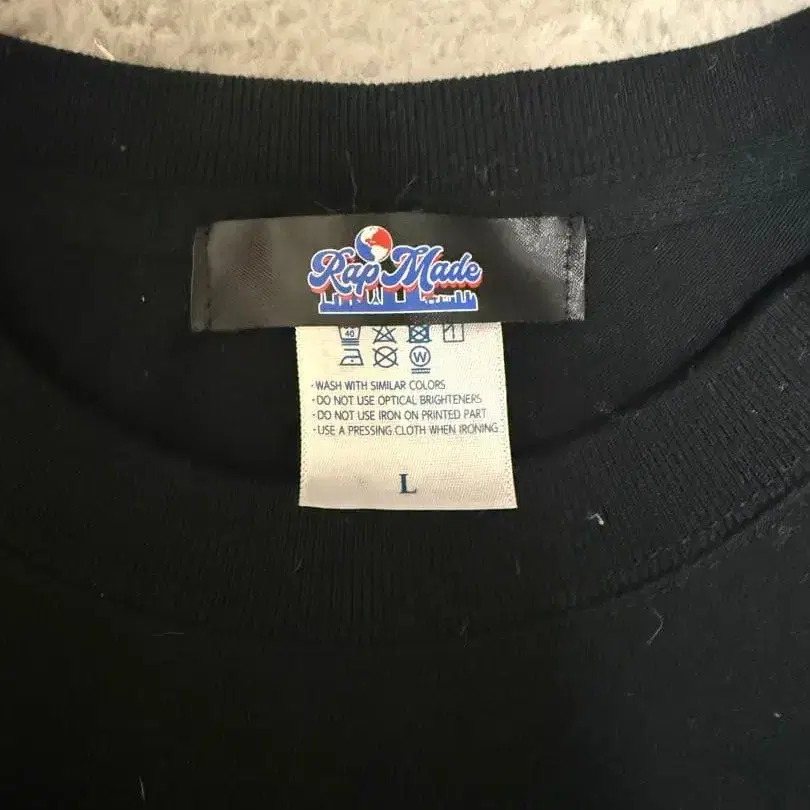 Rap Made
40
W
·WASH WITH SIMILAR COLORS
·DO NOT USE OPTICAL BRIGHTENERS
·DO NOT USE IRON ON PRINTED PART
·USE A PRESSING CLOTH WHEN IRONING
L